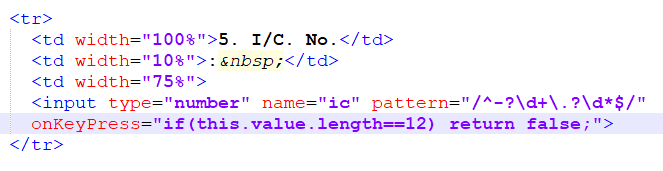 <tr>
<td width="100%">5. I/C. No.</td>
<td width="10%">:&nbsp;</td>
<td width="75%">
<input type="number" name="ic" pattern="/^-?\d+\.?\d*$/"
onKeyPress="if(this.value.length==12) return false;">
</tr>